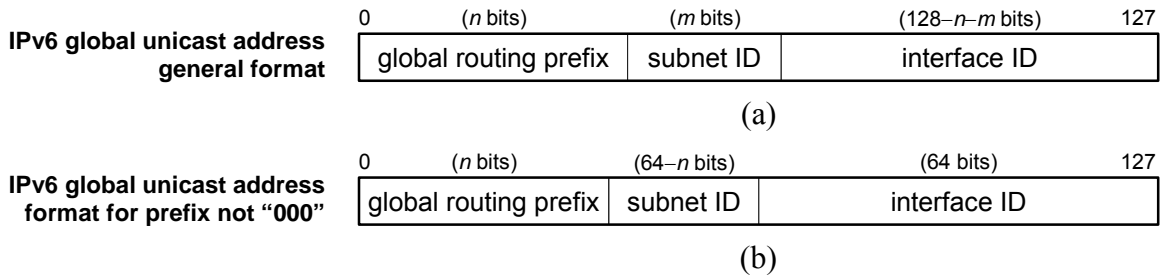 0 (n bits) (m bits) (128–n–m bits) 127
IPv6 global unicast address
general format
global routing prefix subnet ID interface ID
(a)
0 (n bits) (64–n bits) (64 bits) 127
IPv6 global unicast address
format for prefix not “000”
global routing prefix subnet ID interface ID
(b)